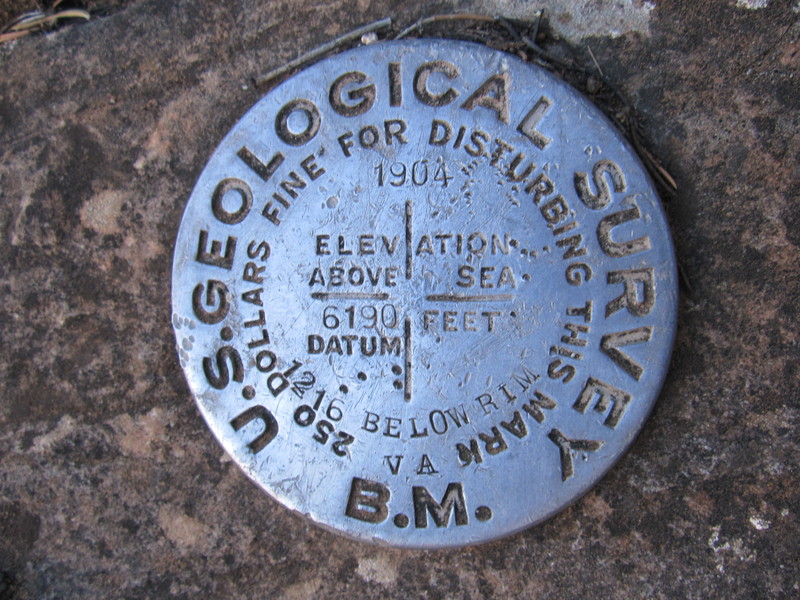 U.S. GEOLOGICAL SURVEY
250 DOLLARS FINE FOR DISTURBING THIS MARK
1904
ELEVATION
ABOVE SEA
6190 FEET
DATUM
1216 BELOW RIM
VA
B.M.